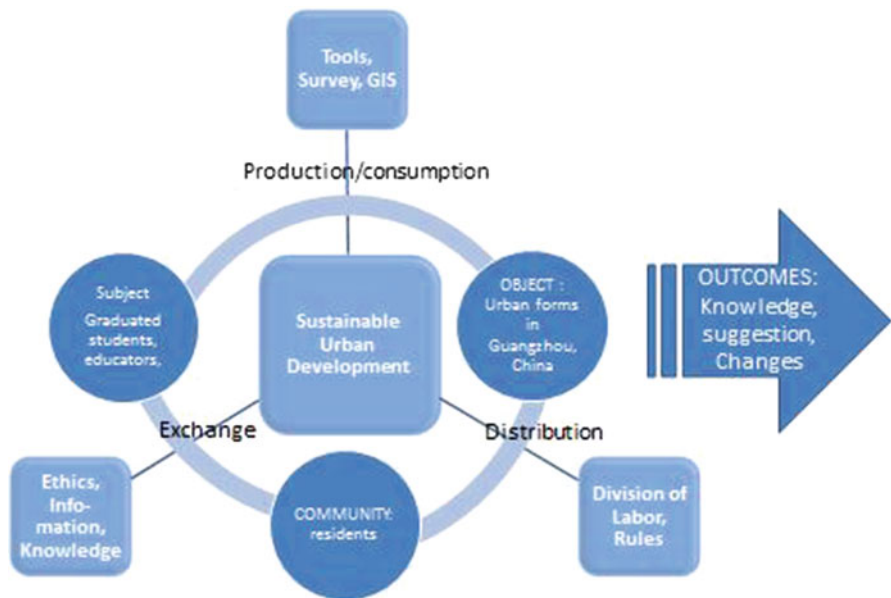 Tools,
Survey, GIS
Production/consumption
Subject
Graduated
students,
educators,
Sustainable
Urban
Development
OBJECT :
Urban forms
in
Guangzhou,
China
OUTCOMES:
Knowledge,
suggestion,
Changes
Exchange
Distribution
Ethics,
Info-
mation,
Knowledge
COMMUNITY:
residents
Division of
Labor,
Rules